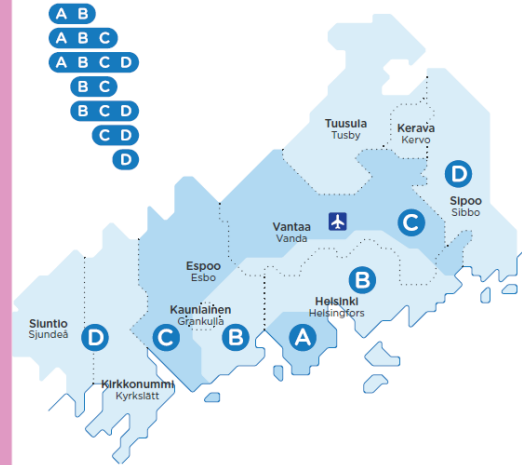 A B
A B C
A B C D
B C
B C D
C D
D
Tuusula
Tusby
Kerava
Kervo
D
Sipoo
Sibbo
Vantaa
Vanda
C
Espoo
Esbo
B
Helsinki
Helsingfors
Kauniainen
Grankulla
Siuntio
Sjundeå
D
C
B
A
Kirkkonummi
Kyrkslätt